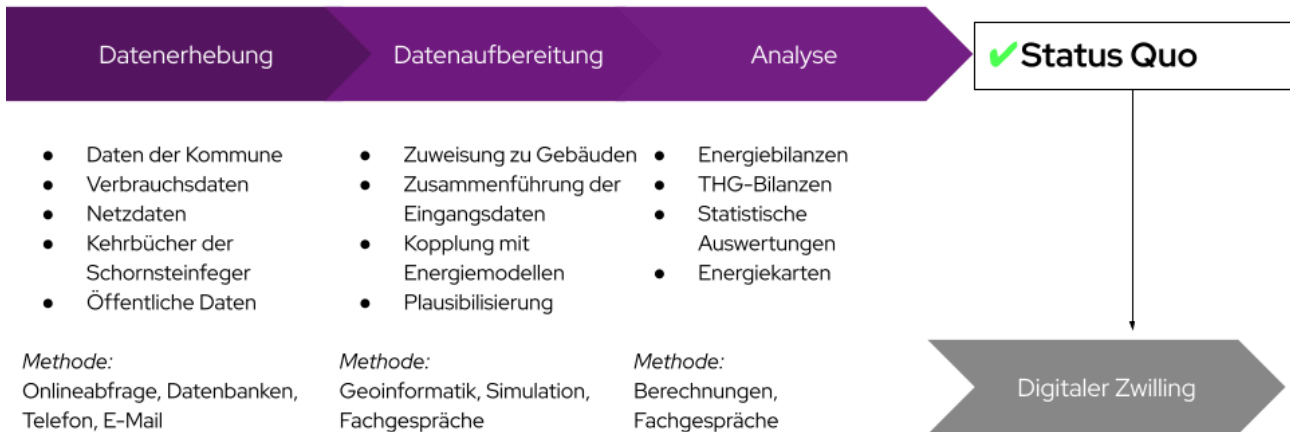 Datenerhebung
Datenaufbereitung
Analyse
✔Status Quo
● Daten der Kommune
● Verbrauchsdaten
● Netzdaten
● Kehrbücher der
Schornsteinfeger
● Öffentliche Daten
Methode:
Onlineabfrage, Datenbanken,
Telefon, E-Mail
● Zuweisung zu Gebäuden
● Zusammenführung der
Eingangsdaten
● Kopplung mit
Energiemodellen
● Plausibilisierung
Methode:
Geoinformatik, Simulation,
Fachgespräche
● Energiebilanzen
● THG-Bilanzen
● Statistische
Auswertungen
● Energiekarten
Methode:
Berechnungen,
Fachgespräche
Digitaler Zwilling